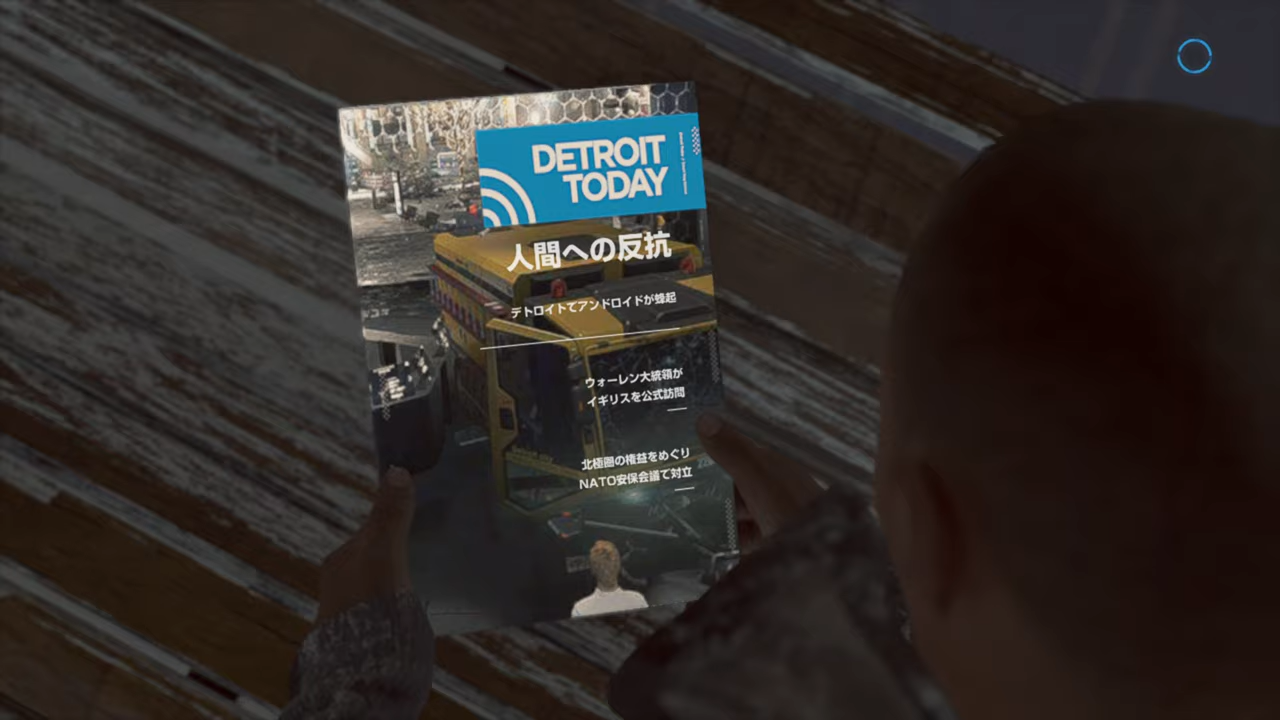 DETROIT
TODAY
人間への反抗
デトロイトでアンドロイドが蜂起
ウォーレン大統領が
イギリスを公式訪問
北極圏の権益をめぐり
NATO安保会議で対立